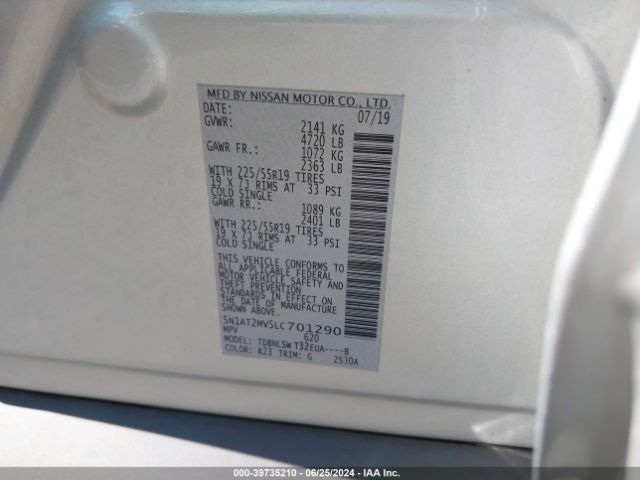 MFD BY NISSAN MOTOR CO., LTD.
DATE: 07/19
GVWR: 2141 KG
4720 LB
GAWR FR.: 1072 KG
2363 LB
WITH 225/55R19 TIRES
19 X 7J RIMS AT 33 PSI
COLD SINGLE
GAWR RR.: 1089 KG
2401 LB
WITH 225/55R19 TIRES
19 X 7J RIMS AT 33 PSI
COLD SINGLE
THIS VEHICLE CONFORMS TO
ALL APPLICABLE FEDERAL
MOTOR VEHICLE SAFETY AND
THEFT PREVENTION
STANDARDS IN EFFECT ON
THE DATE OF MANUFACTURE
SHOWN ABOVE.
5N1AT2MV5LC701290
MPV 620
MODEL: TDBNLSW T32EUA----B
COLOR: K23 TRIM: G 2S30A
000-39735210 - 06/25/2024 - IAA Inc.